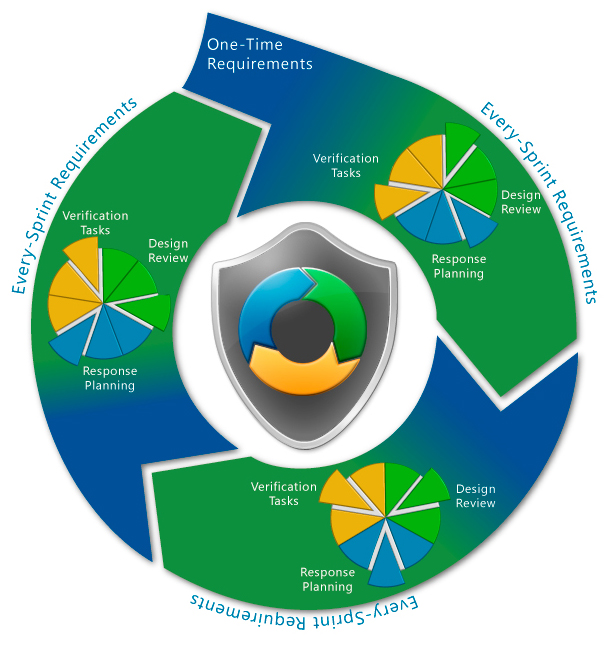 One-Time
Requirements
Every-Sprint Requirements
Every-Sprint Requirements
Verification
Tasks
Design
Review
Response
Planning
Verification
Tasks
Design
Review
Response
Planning
Verification
Tasks
Design
Review
Response
Planning
Every-Sprint Requirements